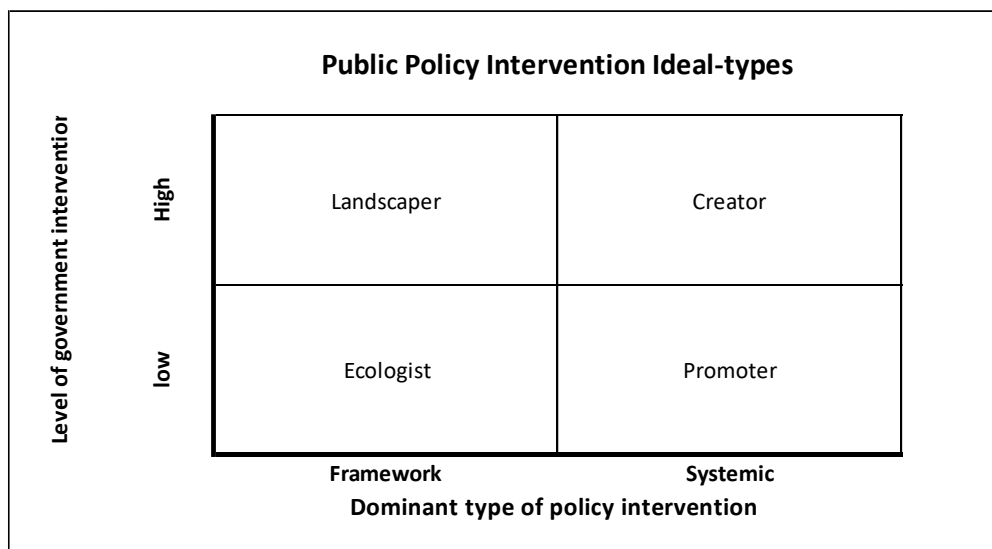 Public Policy Intervention Ideal-types
Level of government intervention
High
Landscaper
Creator
low
Ecologist
Promoter
Framework
Systemic
Dominant type of policy intervention